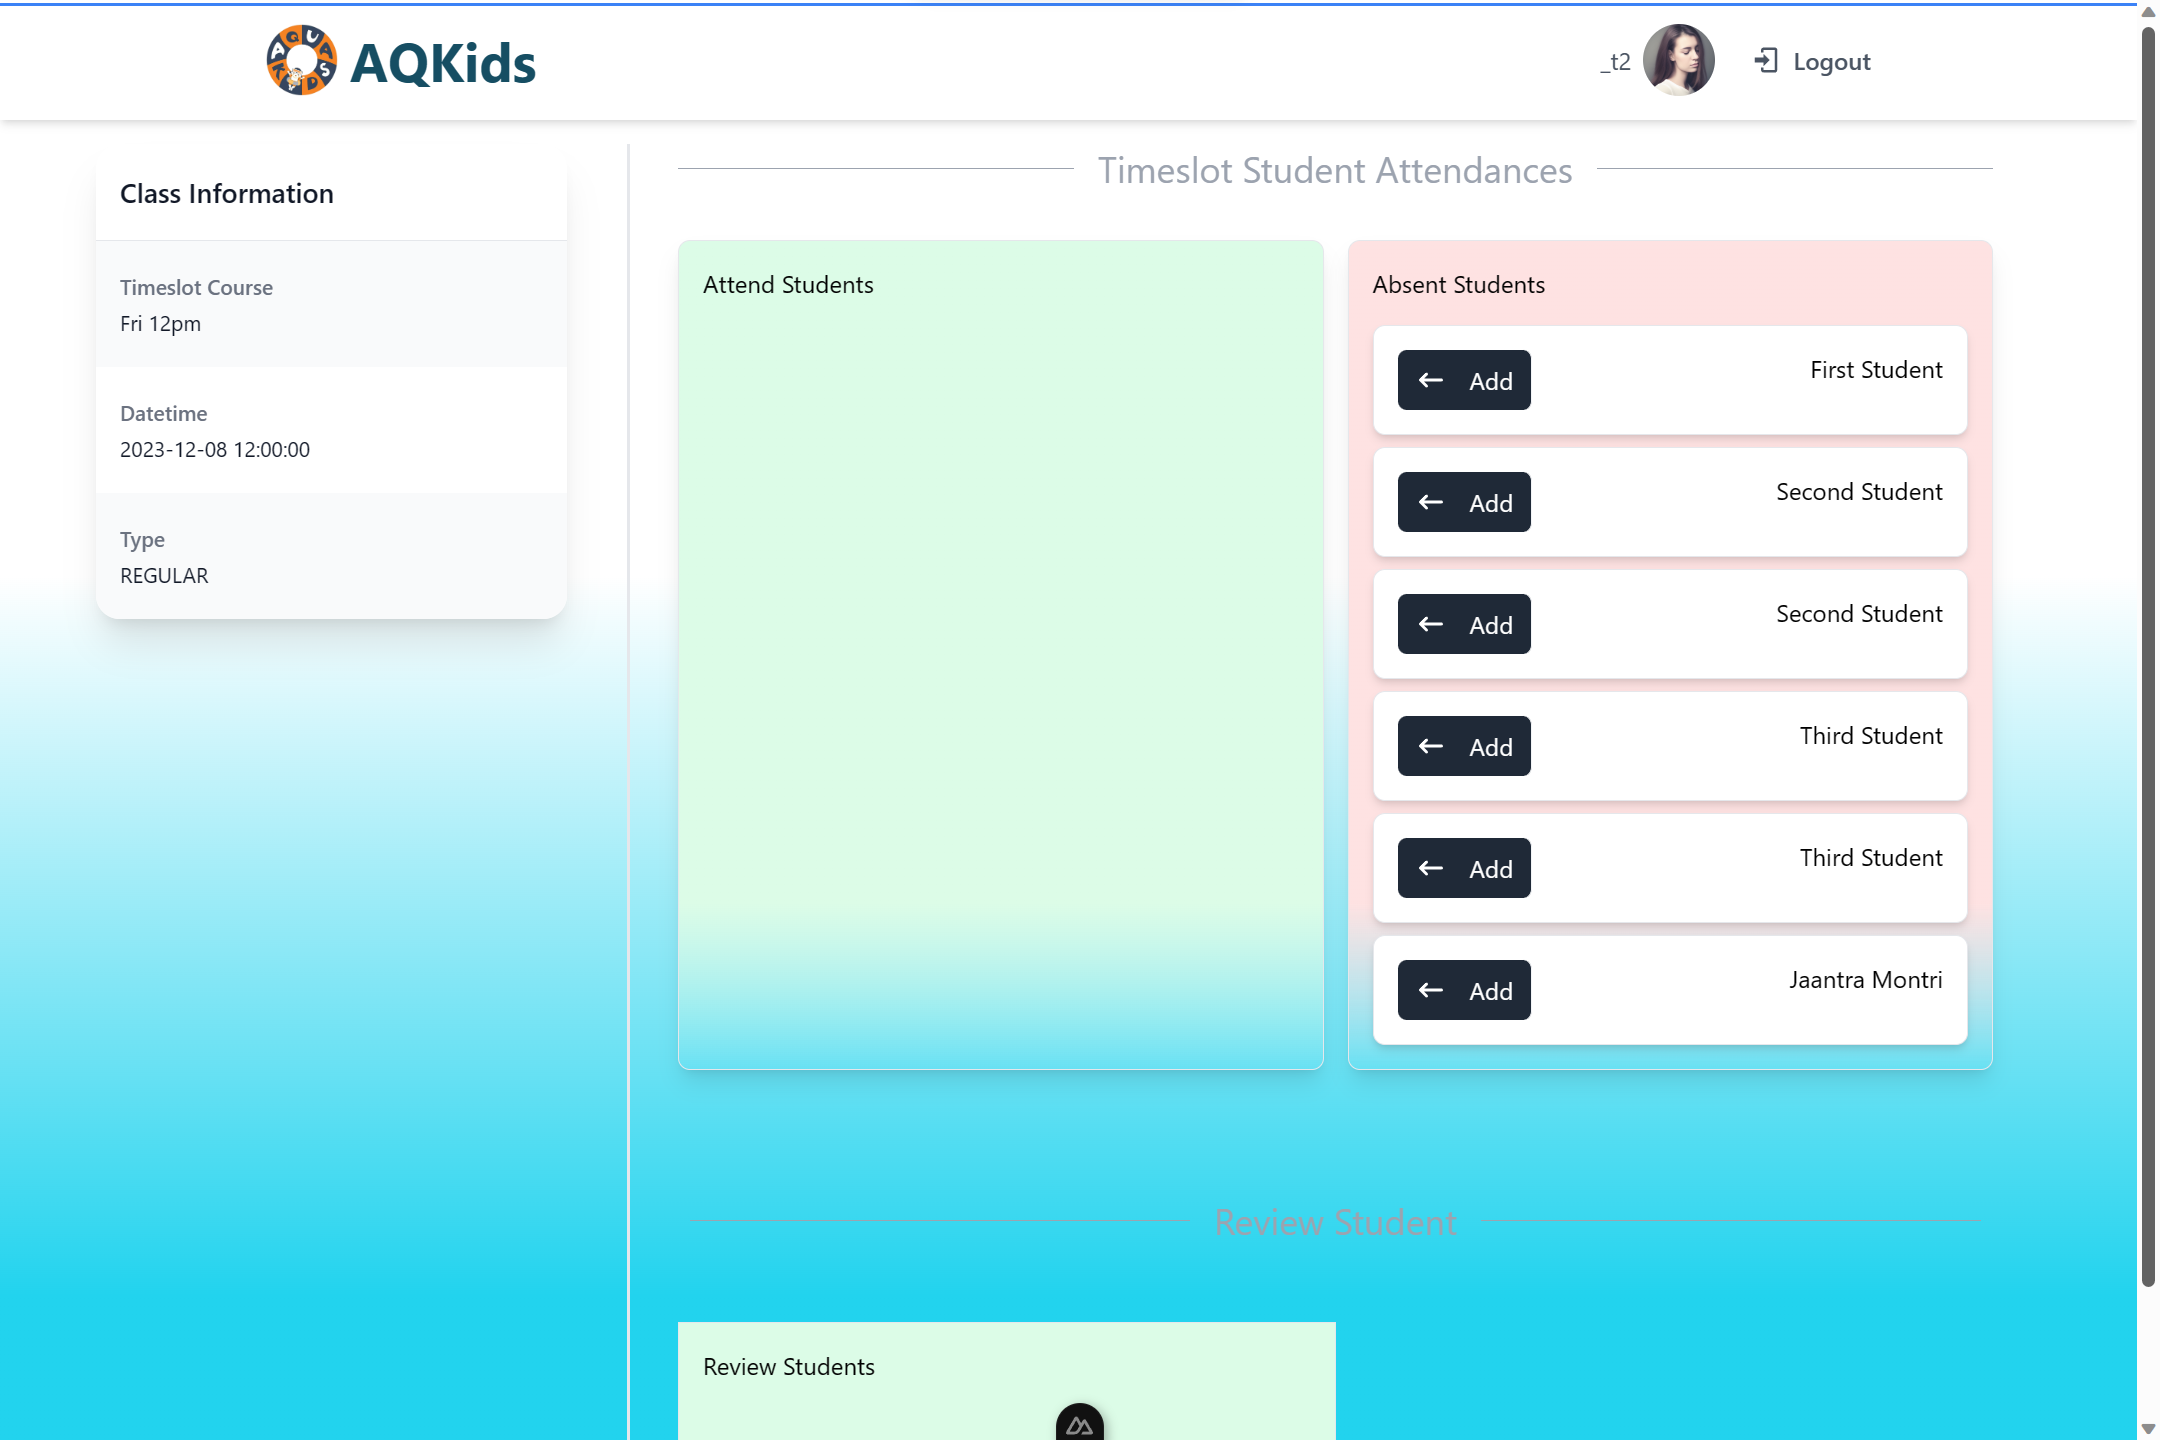 AQUA KIDS
AQKids
_t2
Logout
Class Information
Timeslot Course
Fri 12pm
Datetime
2023-12-08 12:00:00
Type
REGULAR
Timeslot Student Attendances
Attend Students
Absent Students
Add
First Student
Add
Second Student
Add
Second Student
Add
Third Student
Add
Third Student
Add
Jaantra Montri
Review Student
Review Students